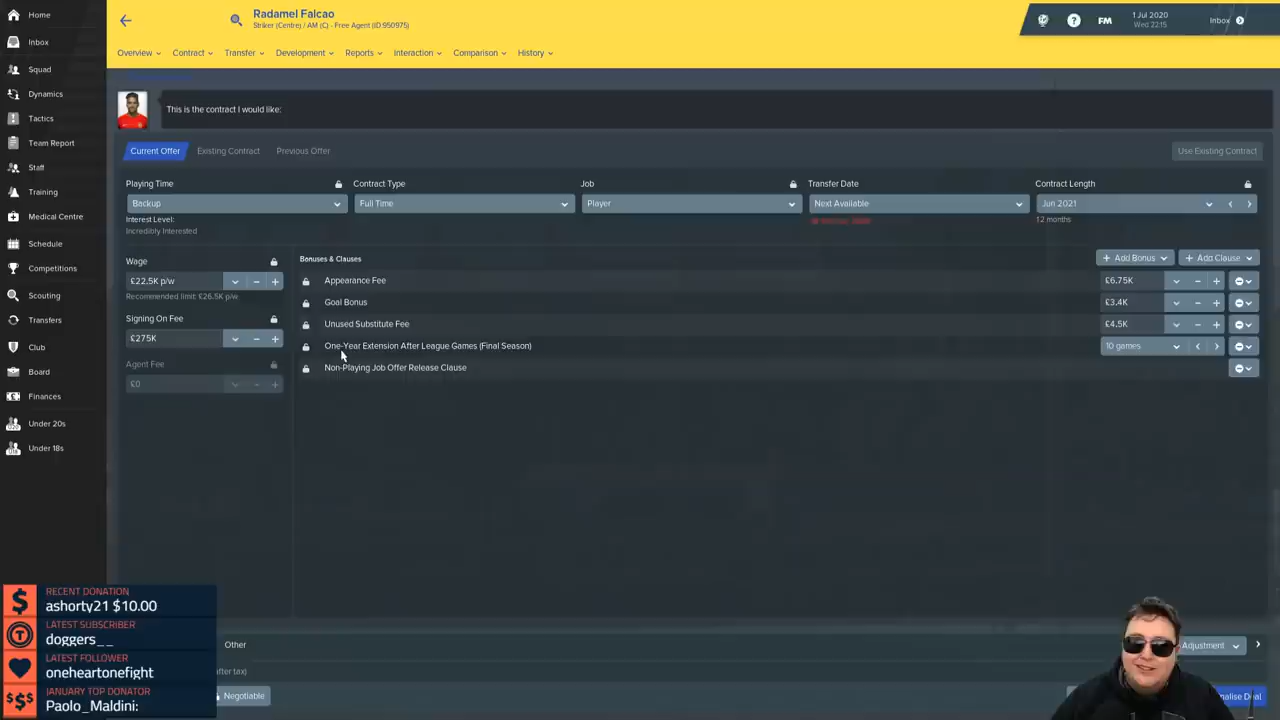 Home
Inbox
Squad
Dynamics
Tactics
Team Report
Staff
Training
Medical Centre
Schedule
Competitions
Scouting
Transfers
Club
Board
Finances
Under 20s
Under 18s
Radamel Falcao
Striker (Centre) / AM (C) - Free Agent (ID:950975)
FM
1 Jul 2020
Wed 22:15
Inbox
Overview
Contract
Transfer
Development
Reports
Interaction
Comparison
History
This is the contract I would like:
Current Offer
Existing Contract
Previous Offer
Use Existing Contract
Playing Time
Contract Type
Job
Transfer Date
Contract Length
Backup
Full Time
Player
Next Available
Jun 2021
Interest Level:
Incredibly Interested
12 months
Wage
£22.5K p/w
Recommended limit: £26.5K p/w
Signing On Fee
£275K
Agent Fee
£0
Bonuses & Clauses
+ Add Bonus
+ Add Clause
Appearance Fee £6.75K
Goal Bonus £3.4K
Unused Substitute Fee £4.5K
One-Year Extension After League Games (Final Season) 10 games
Non-Playing Job Offer Release Clause
Other
Adjustment
after tax)
Negotiable
nalise Deal
RECENT DONATION
ashorty21 $10.00
LATEST SUBSCRIBER
doggers__
LATEST FOLLOWER
oneheartonefight
JANUARY TOP DONATOR
Paolo_Maldini: